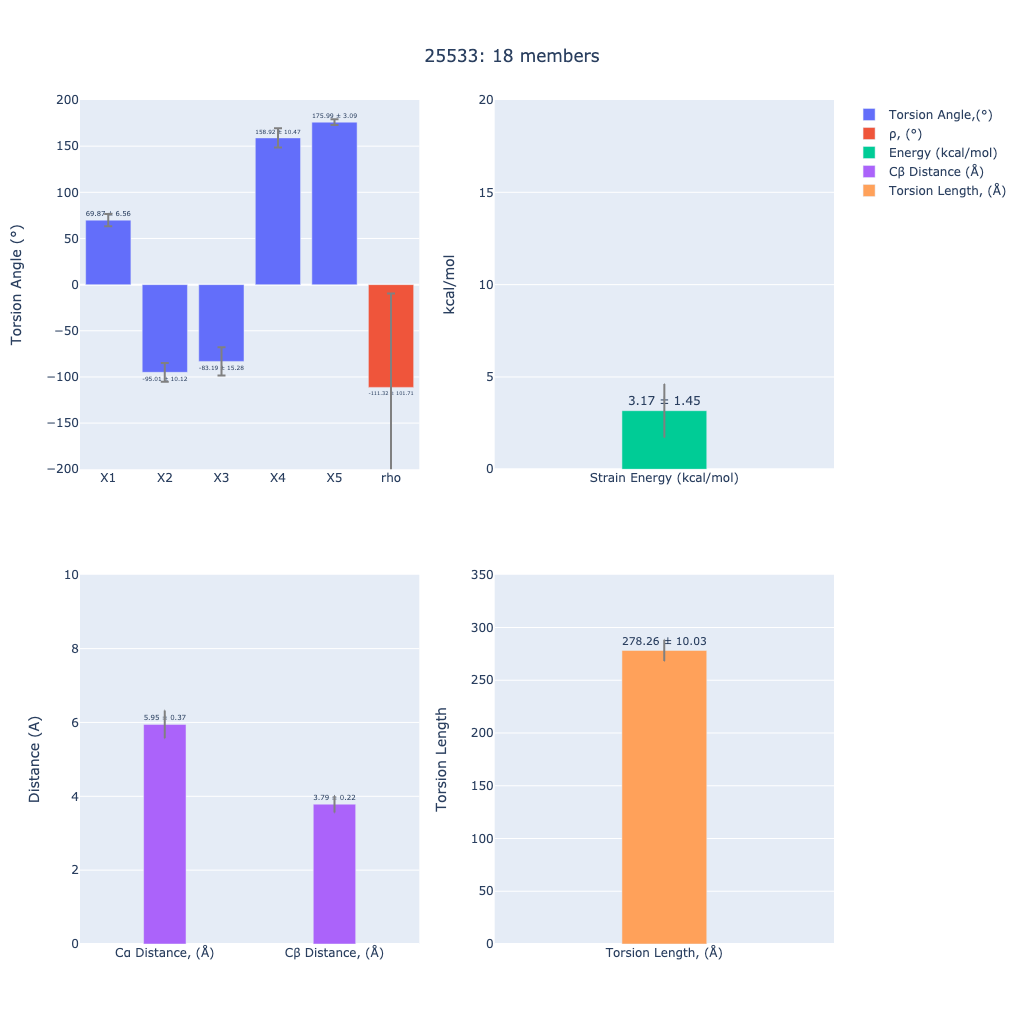 25533: 18 members
Torsion Angle (°)
200
150
100
50
0
−50
−100
−150
−200
69.87 ± 6.56
-95.01 ± 10.12
-83.19 ± 15.28
158.92 ± 10.47
175.99 ± 3.09
-111.32 ± 101.71
X1
X2
X3
X4
X5
rho
kcal/mol
20
15
10
5
0
3.17 ± 1.45
Strain Energy (kcal/mol)
Torsion Angle,(°)
ρ, (°)
Energy (kcal/mol)
Cβ Distance (Å)
Torsion Length, (Å)
Distance (A)
10
8
6
4
2
0
5.95 ± 0.37
3.79 ± 0.22
Cα Distance, (Å)
Cβ Distance, (Å)
Torsion Length
350
300
250
200
150
100
50
0
278.26 ± 10.03
Torsion Length, (Å)